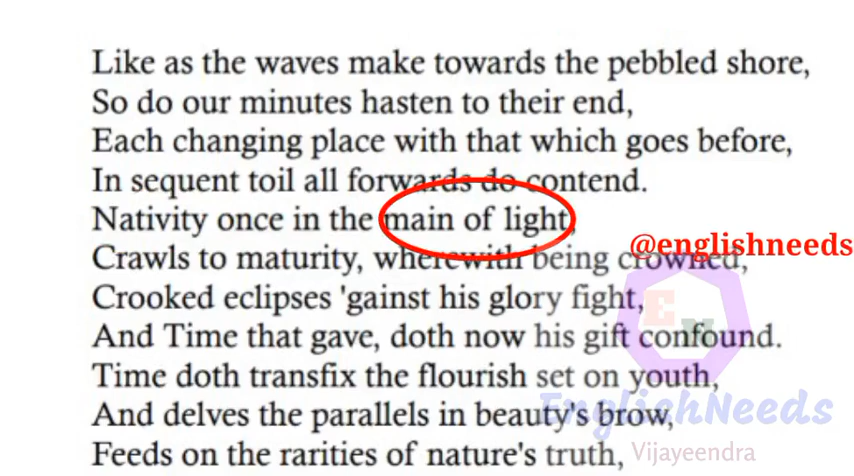 Like as the waves make towards the pebbled shore,
So do our minutes hasten to their end,
Each changing place with that which goes before,
In sequent toil all forwards do contend.
Nativity once in the main of light,
@englishneeds
Crawls to maturity, wherewith being crowned,
Crooked eclipses 'gainst his glory fight,
EN
And Time that gave, doth now his gift confound.
Time doth transfix the flourish set on youth,
EnglishNeeds
And delves the parallels in beauty's brow,
Feeds on the rarities of nature's truth,
Vijayeendra